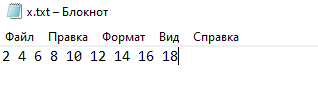 x.txt – Блокнот
Файл Правка Формат Вид Справка
2 4 6 8 10 12 14 16 18